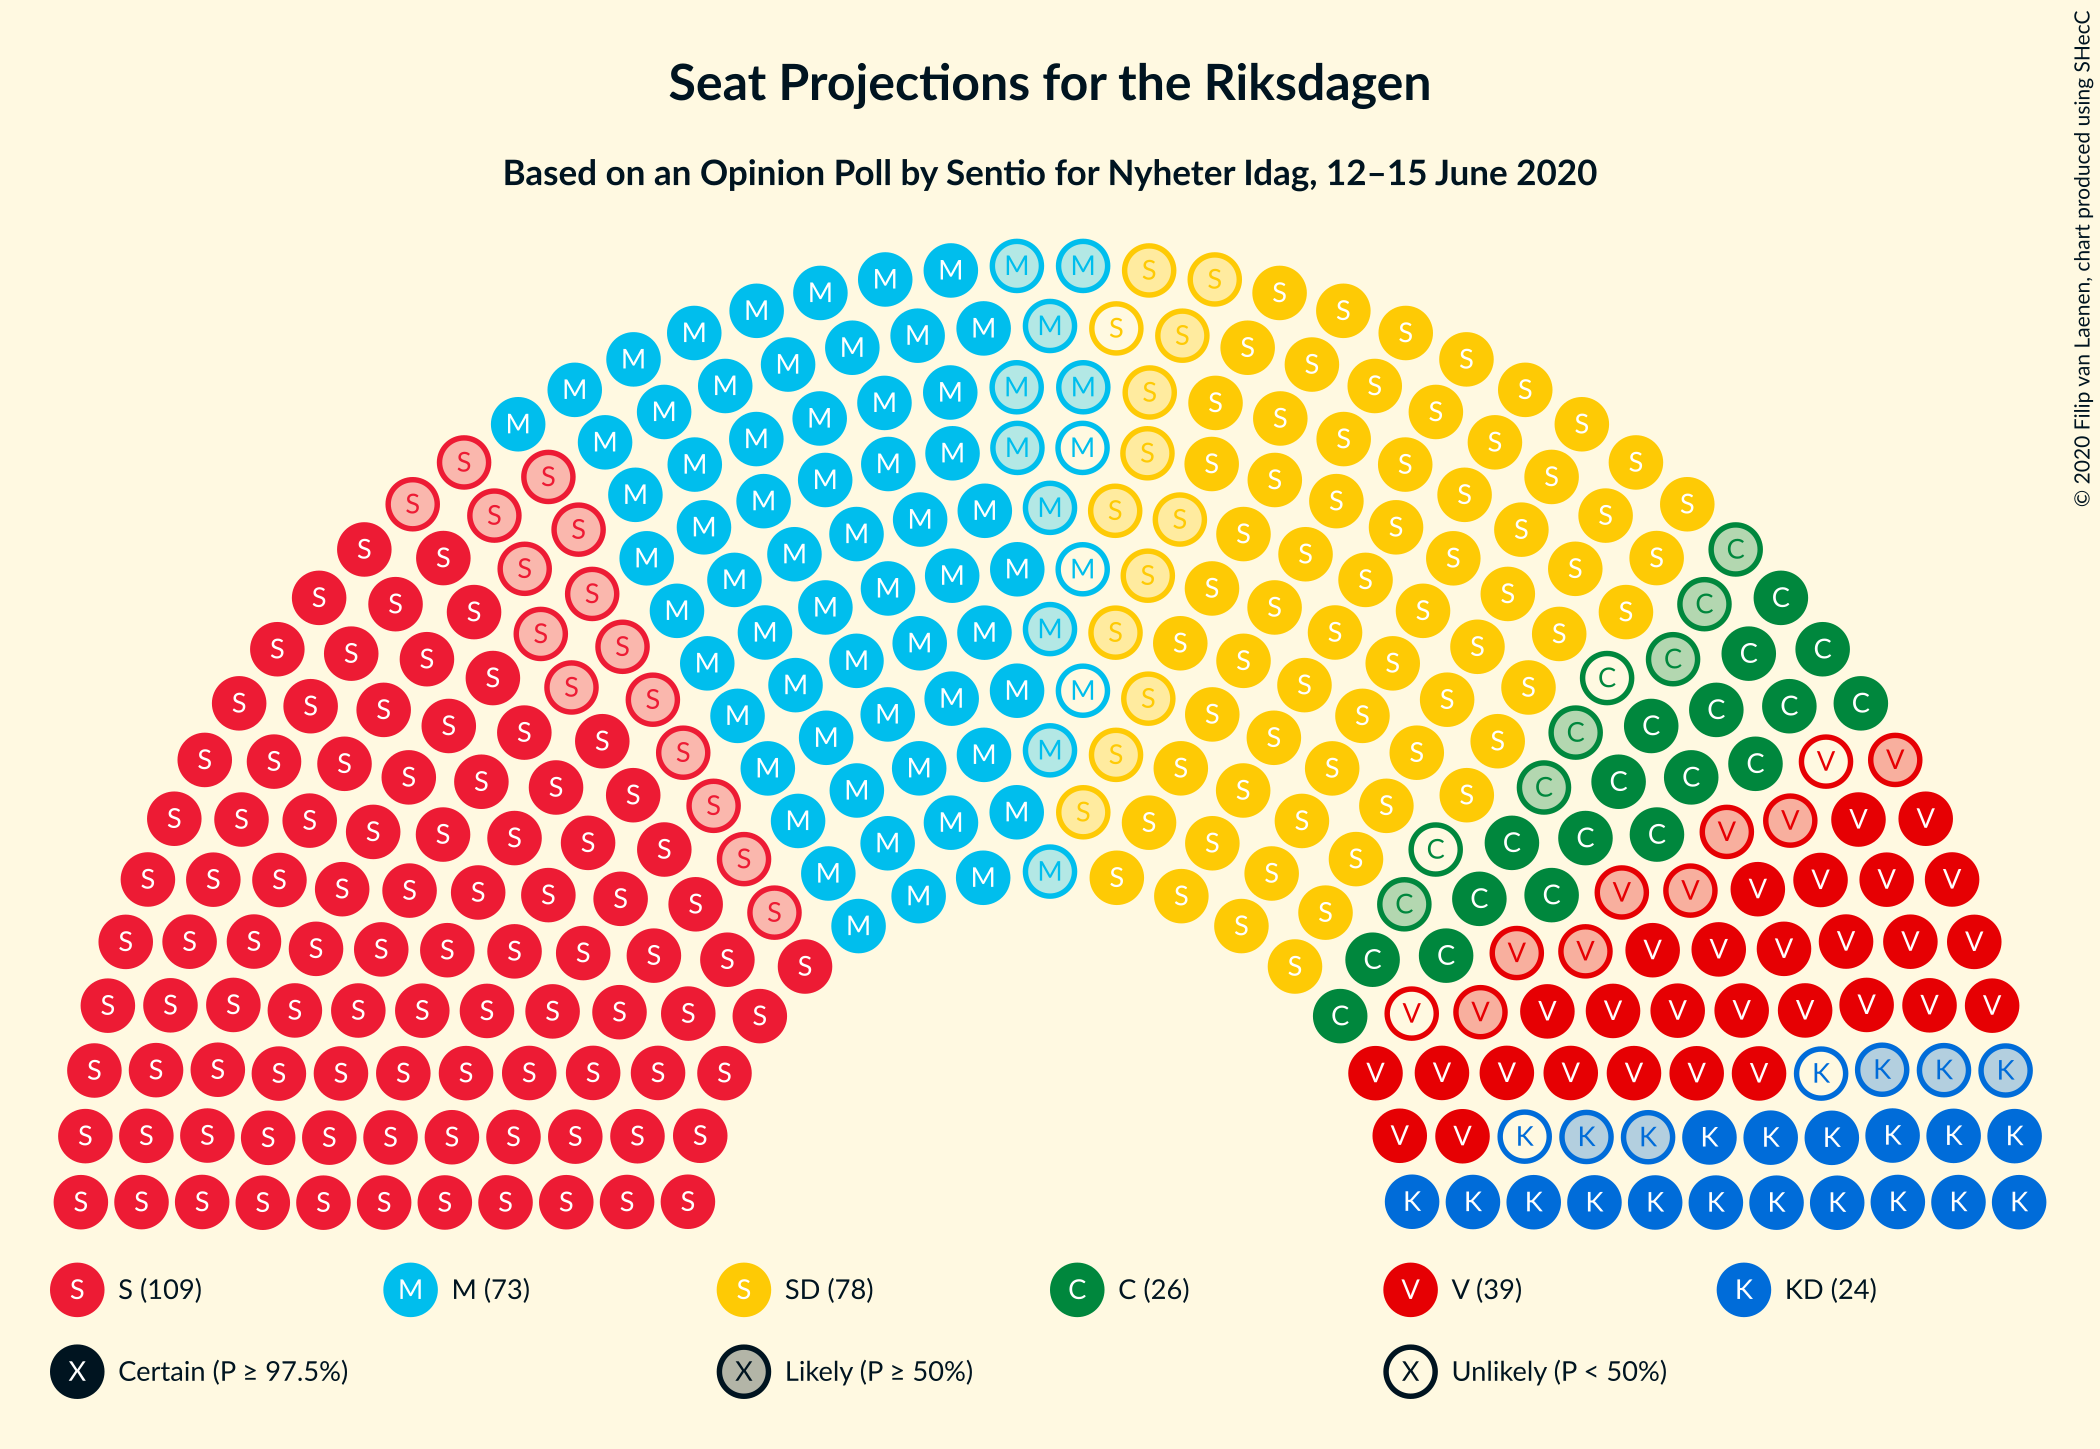 © 2020 Filip van Laenen, chart produced using SHecC
Seat Projections for the Riksdagen
Based on an Opinion Poll by Sentio for Nyheter Idag, 12–15 June 2020
S S (109) M M (73) S SD (78) C C (26) V V (39) K KD (24)
X Certain (P ≥ 97.5%) X Likely (P ≥ 50%) X Unlikely (P < 50%)